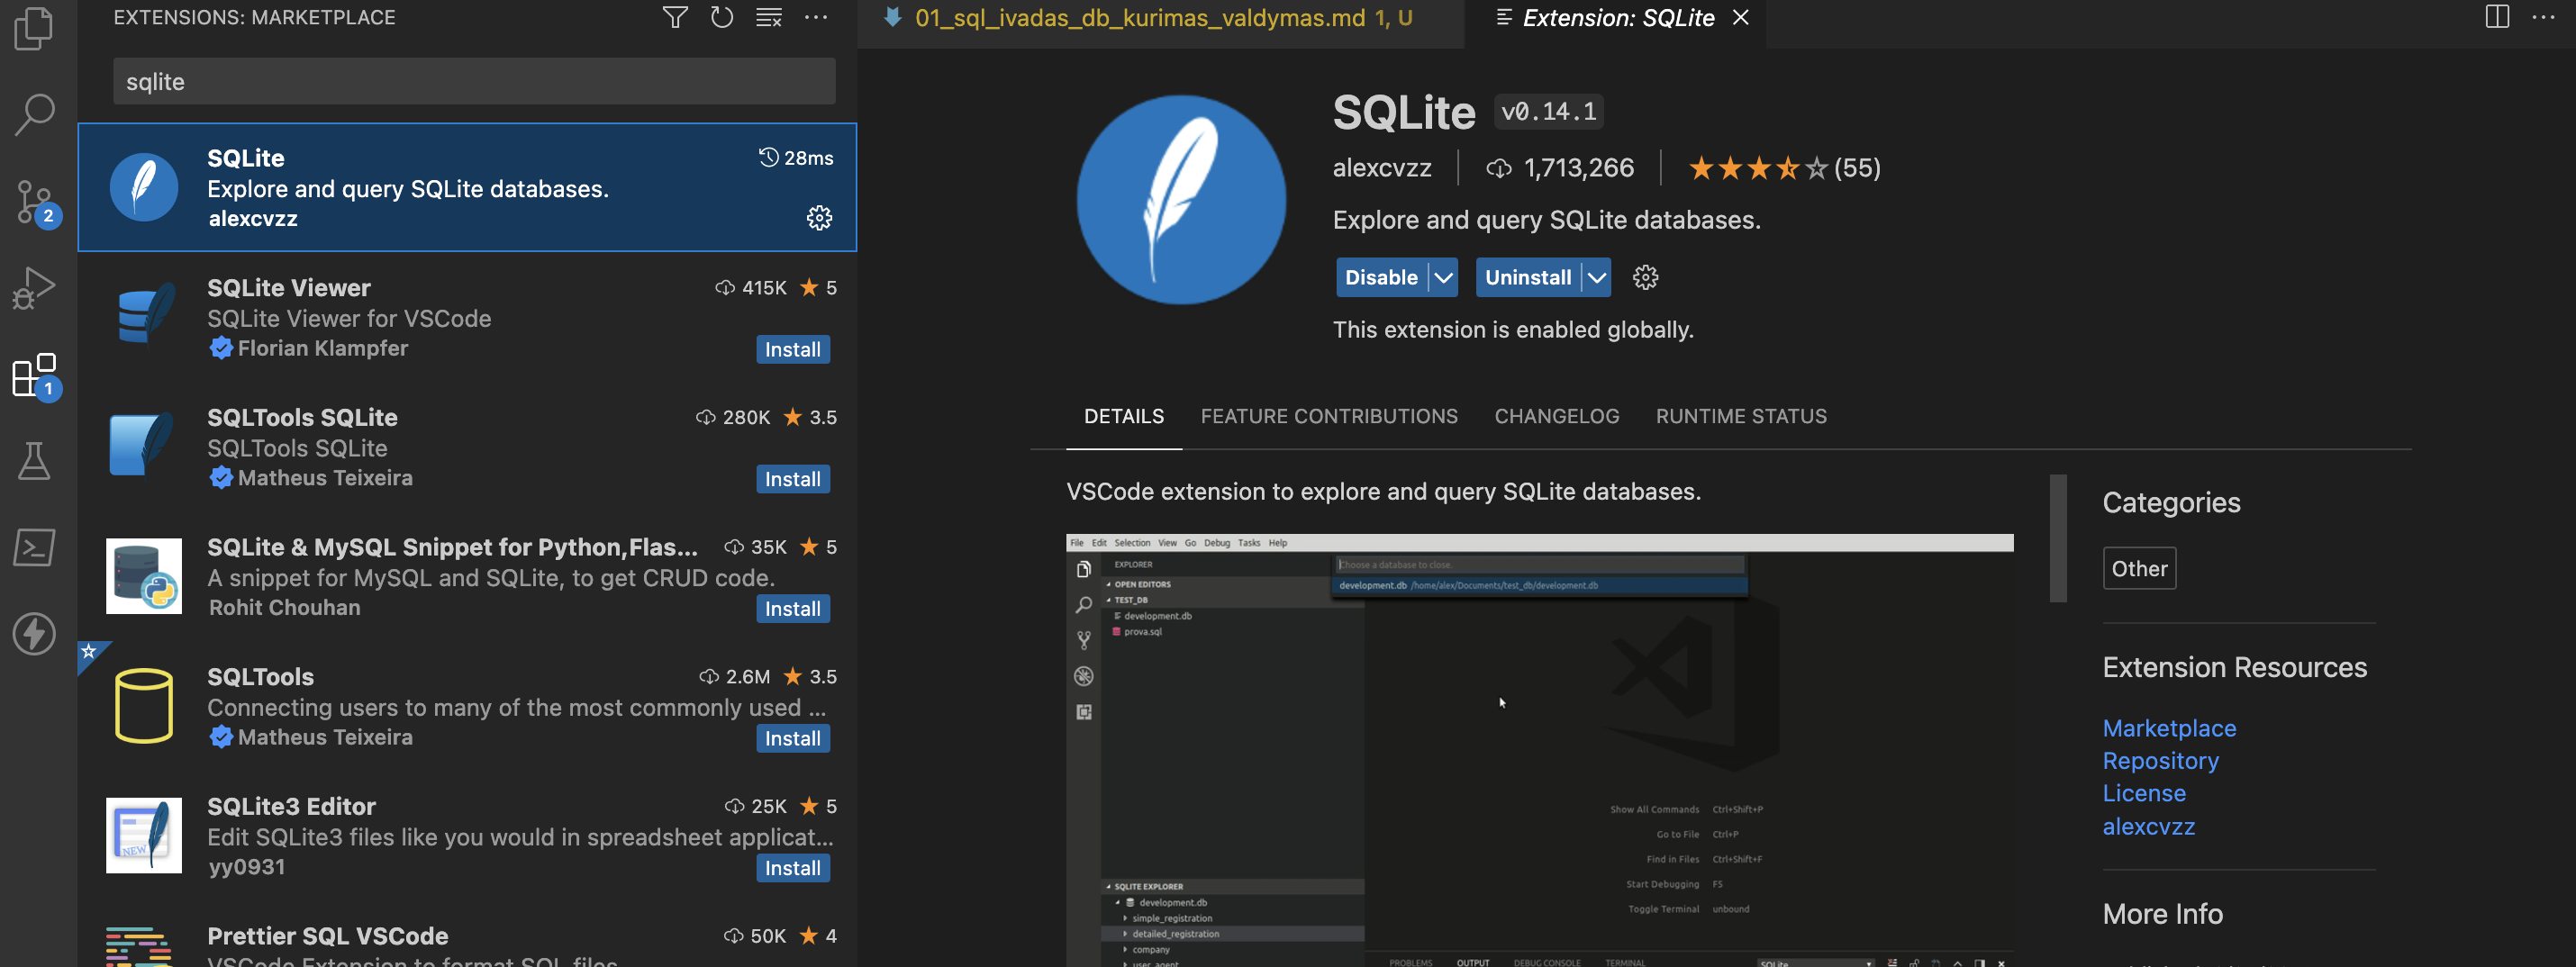 EXTENSIONS: MARKETPLACE
sqlite
SQLite
28ms
Explore and query SQLite databases.
alexcvzz
SQLite Viewer
415K
5
SQLite Viewer for VSCode
Florian Klampfer
Install
SQLTools SQLite
280K
3.5
SQLTools SQLite
Matheus Teixeira
Install
SQLite & MySQL Snippet for Python,Flas...
35K
5
A snippet for MySQL and SQLite, to get CRUD code.
Rohit Chouhan
Install
SQLTools
2.6M
3.5
Connecting users to many of the most commonly used ...
Matheus Teixeira
Install
SQLite3 Editor
25K
5
Edit SQLite3 files like you would in spreadsheet applicat...
yy0931
Install
NEW
Prettier SQL VSCode
50K
4
VSCode Extension to format SQL files
2
1
01_sql_ivadas_db_kurimas_valdymas.md 1, U
Extension: SQLite
SQLite v0.14.1
alexcvzz
1,713,266
(55)
Explore and query SQLite databases.
Disable
Uninstall
This extension is enabled globally.
DETAILS
FEATURE CONTRIBUTIONS
CHANGELOG
RUNTIME STATUS
VSCode extension to explore and query SQLite databases.
File Edit Selection View Go Debug Tasks Help
EXPLORER
Choose a database to close.
development.db /home/alex/Documents/test_db/development.db
OPEN EDITORS
TEST_DB
development.db
prova.sql
Show All Commands Ctrl+Shift+P
Go to File Ctrl+P
Find in Files Ctrl+Shift+F
Start Debugging F5
Toggle Terminal unbound
SQLITE EXPLORER
development.db
simple_registration
detailed_registration
company
user_agent
PROBLEMS OUTPUT DEBUG CONSOLE TERMINAL
SQLite
Categories
Other
Extension Resources
Marketplace
Repository
License
alexcvzz
More Info